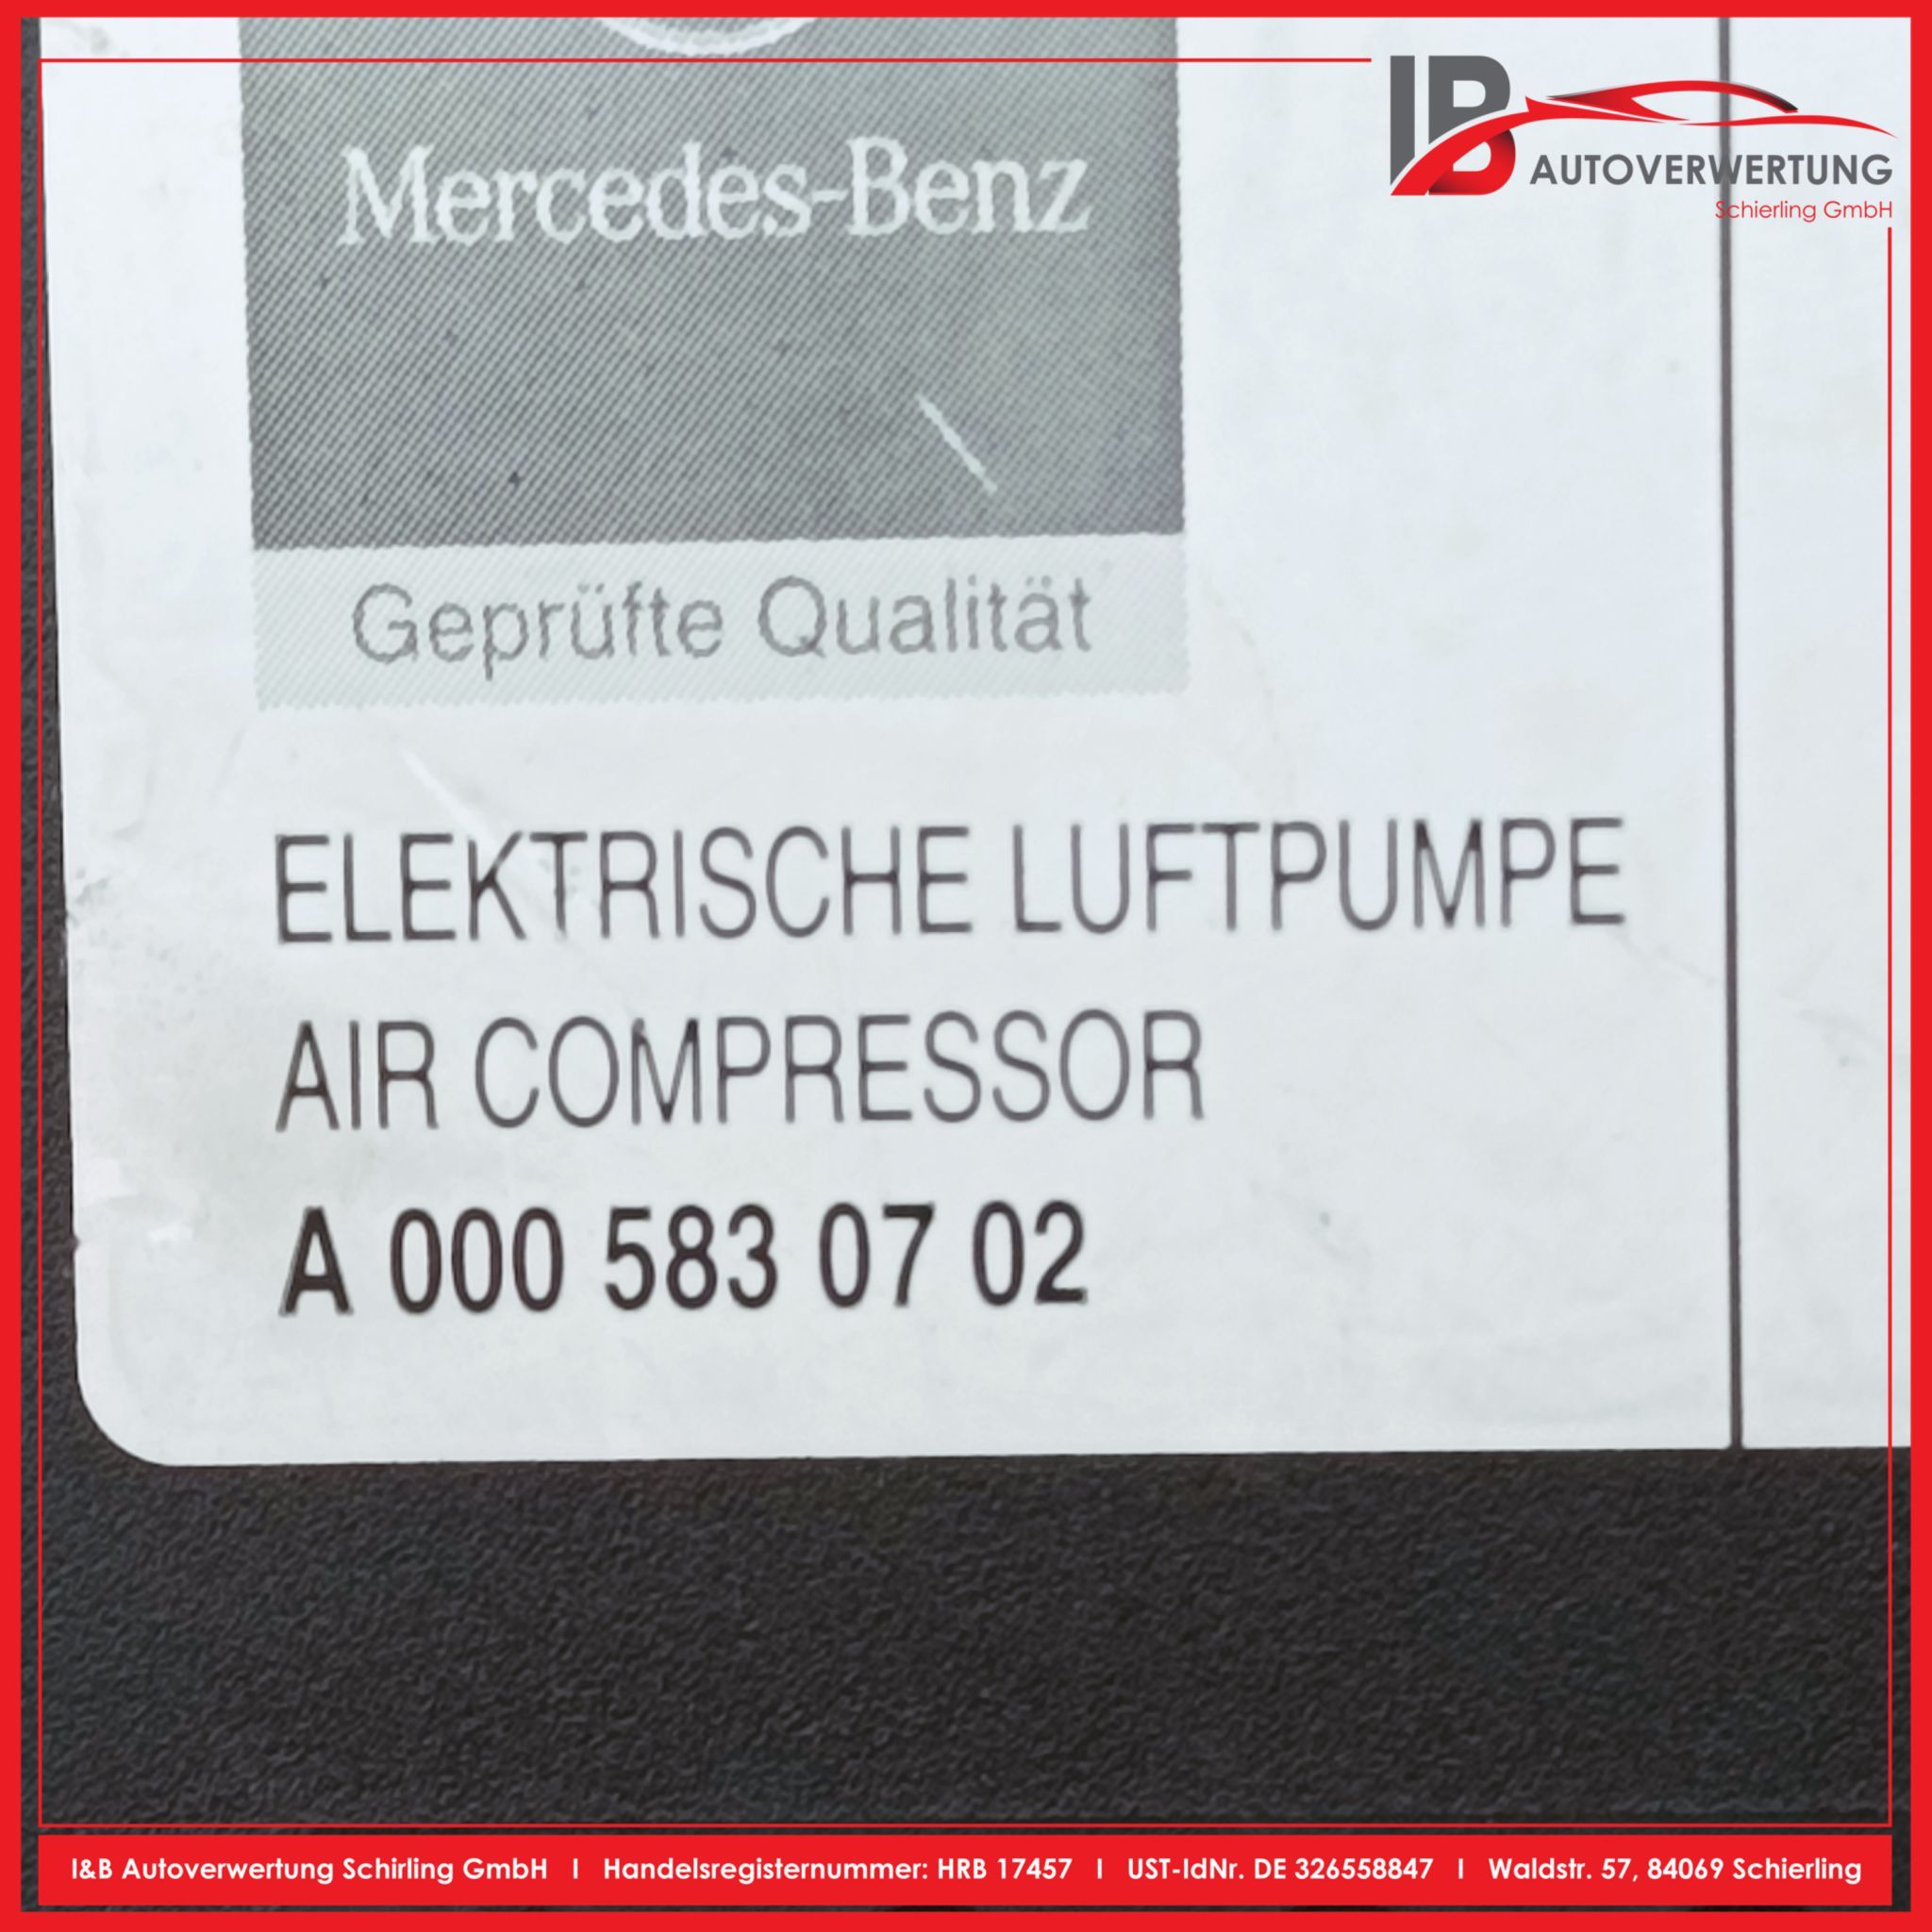 IB
AUTOVERWERTUNG
Schierling GmbH
Mercedes-Benz
Geprüfte Qualität
ELEKTRISCHE LUFTPUMPE
AIR COMPRESSOR
A 000 583 07 02
I&B Autoverwertung Schirling GmbH | Handelsregisternummer: HRB 17457 | UST-IdNr. DE 326558847 | Waldstr. 57, 84069 Schierling